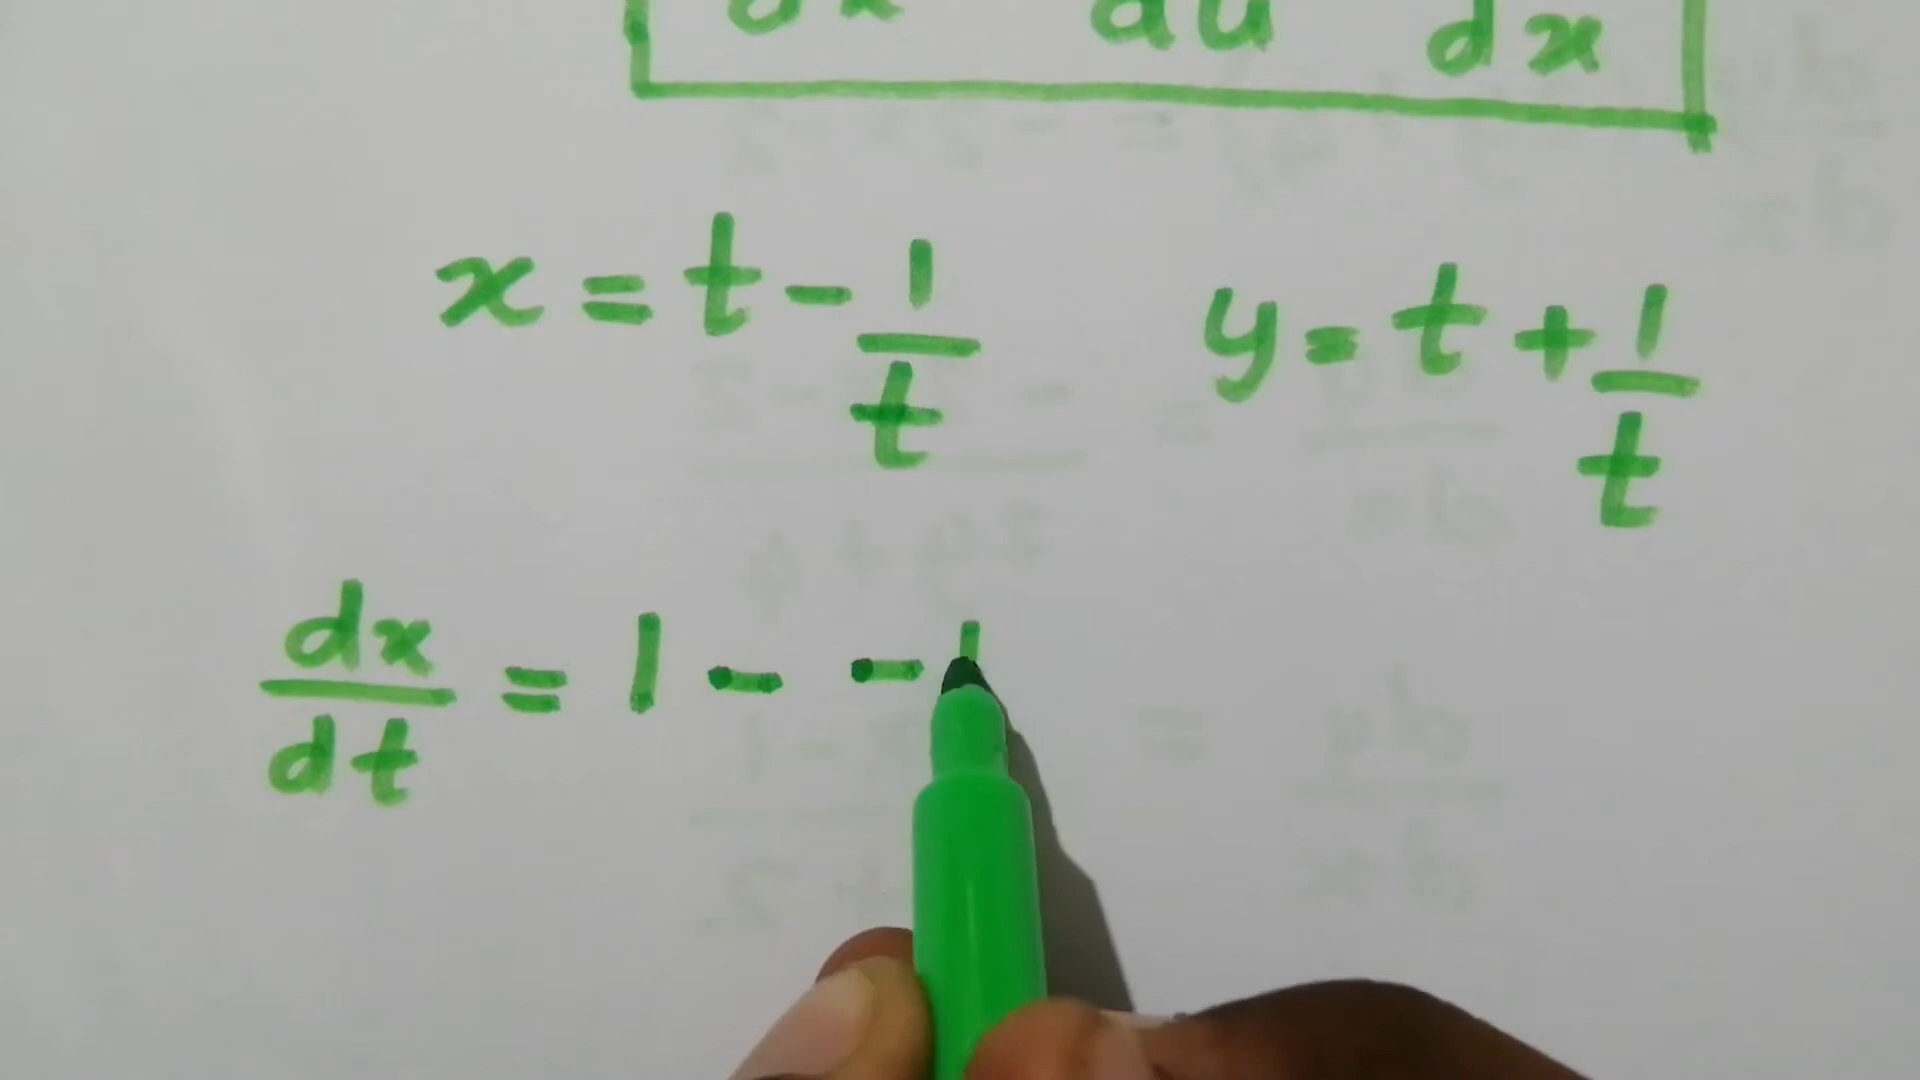 dx du dx
x = t - 1/t y = t + 1/t
dx/dt = 1 - - 1